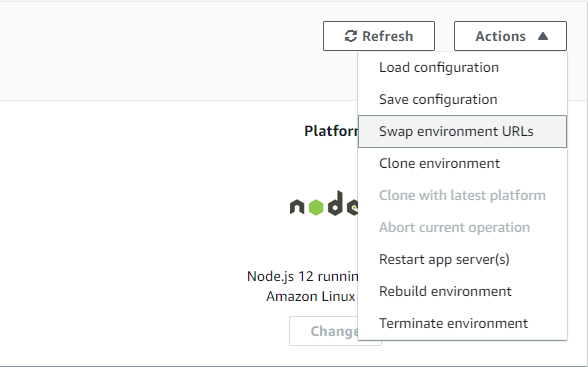 Refresh
Actions
Load configuration
Save configuration
Platfor
Swap environment URLs
Clone environment
Clone with latest platform
node
Abort current operation
Restart app server(s)
Node.js 12 runnin
Rebuild environment
Amazon Linux
Terminate environment
Change